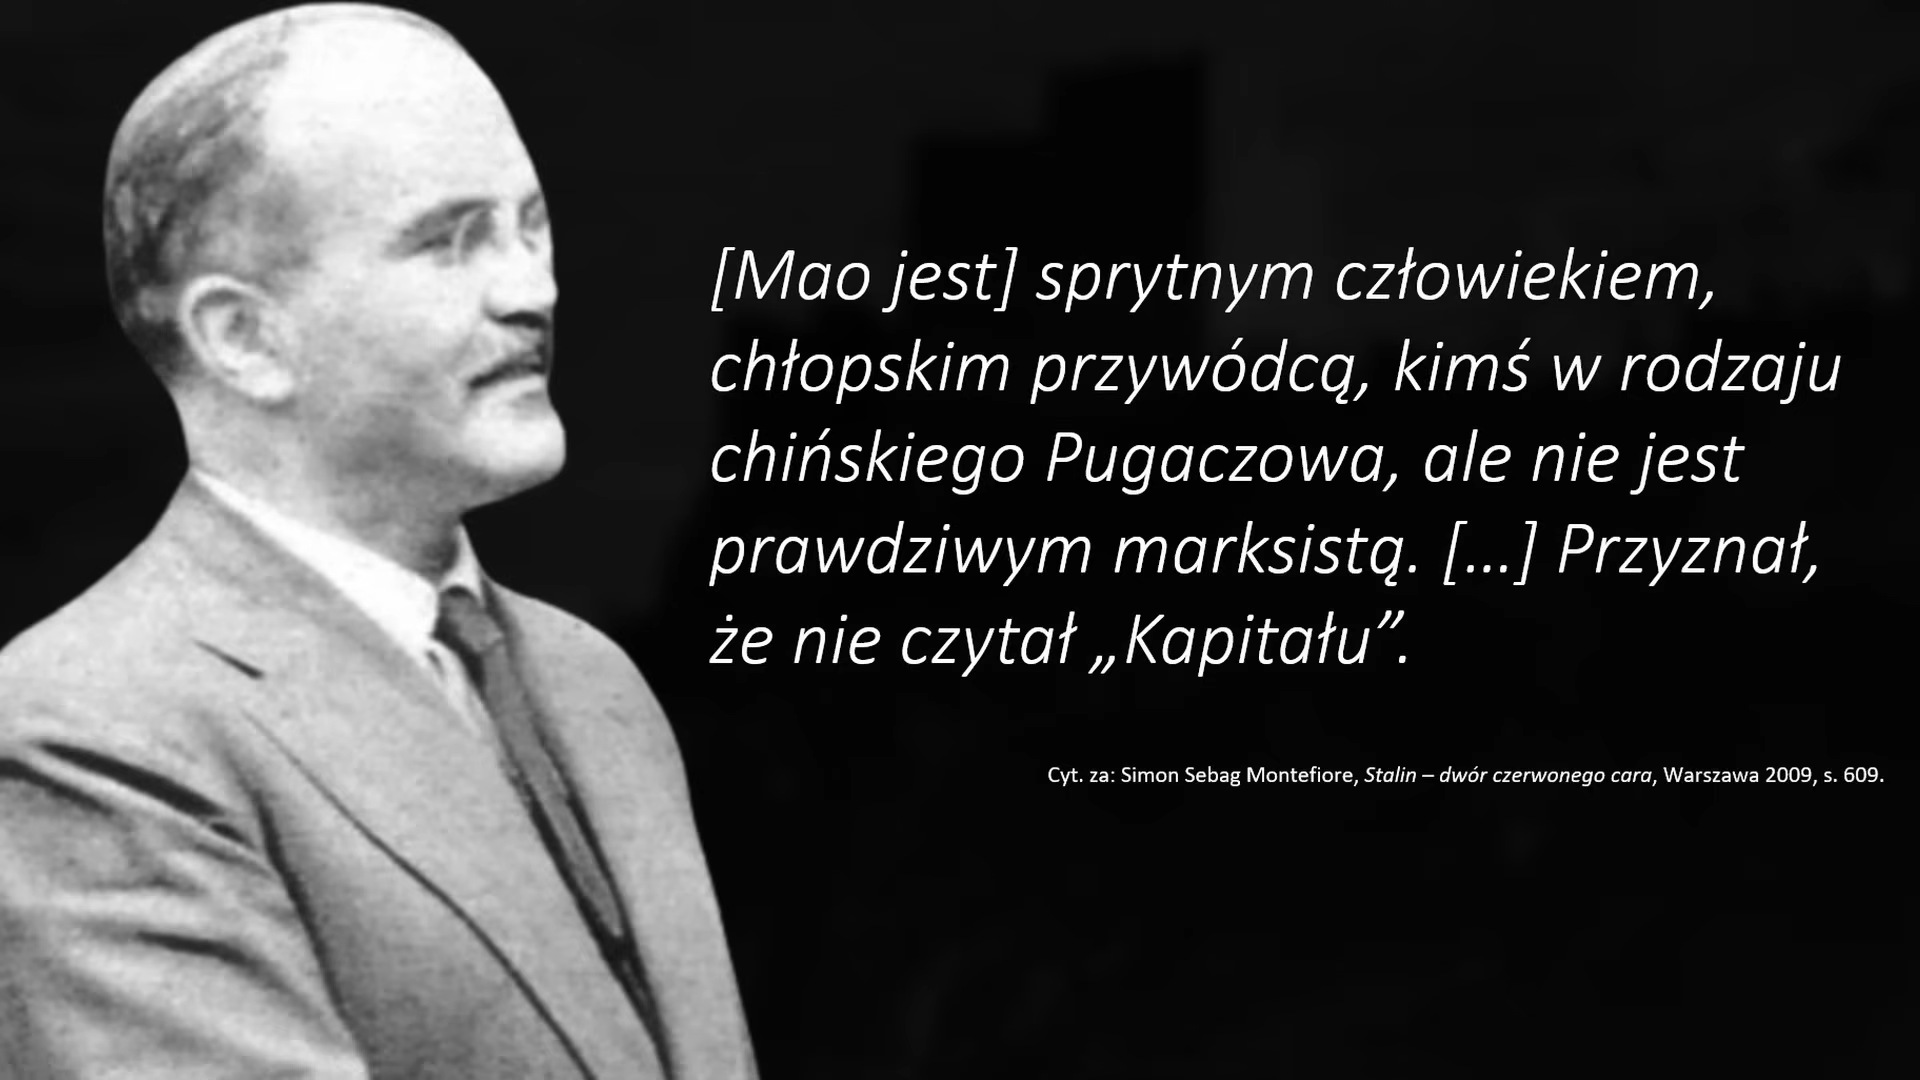 [Mao jest] sprytnym człowiekiem,
chłopskim przywódcą, kimś w rodzaju
chińskiego Pugaczowa, ale nie jest
prawdziwym marksistą. [...] Przyznał,
że nie czytał „Kapitału”.
Cyt. za: Simon Sebag Montefiore, Stalin – dwór czerwonego cara, Warszawa 2009, s. 609.